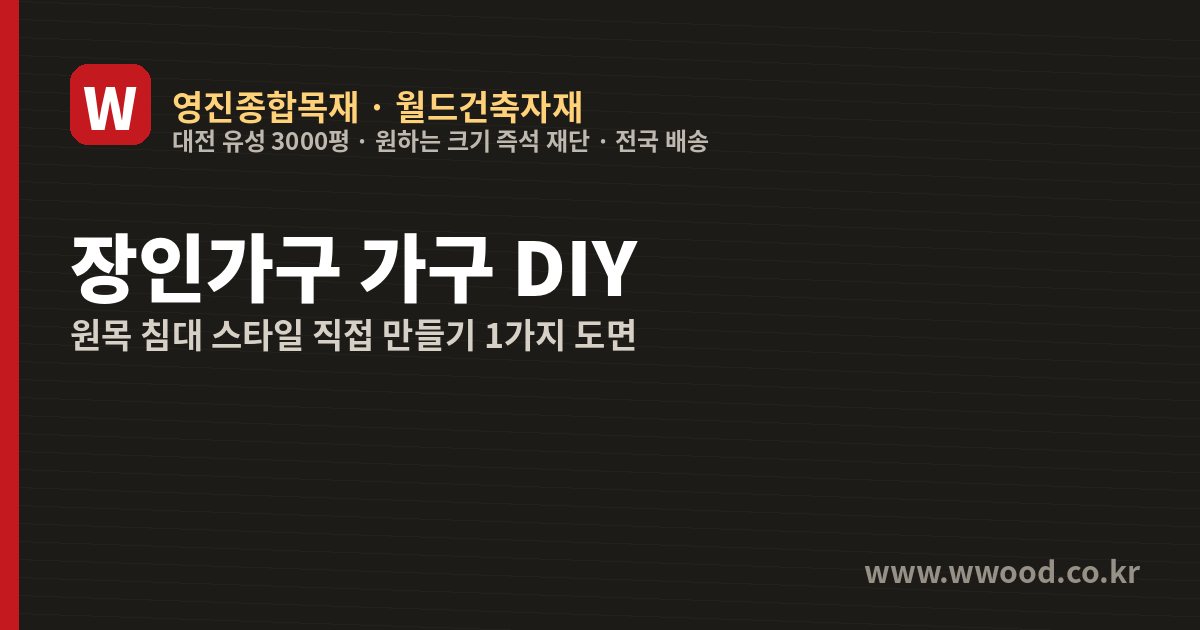 W
영진종합목재 · 월드건축자재
대전 유성 3000평 · 원하는 크기 즉석 재단 · 전국 배송
장인가구 가구 DIY
원목 침대 스타일 직접 만들기 1가지 도면
www.wwood.co.kr